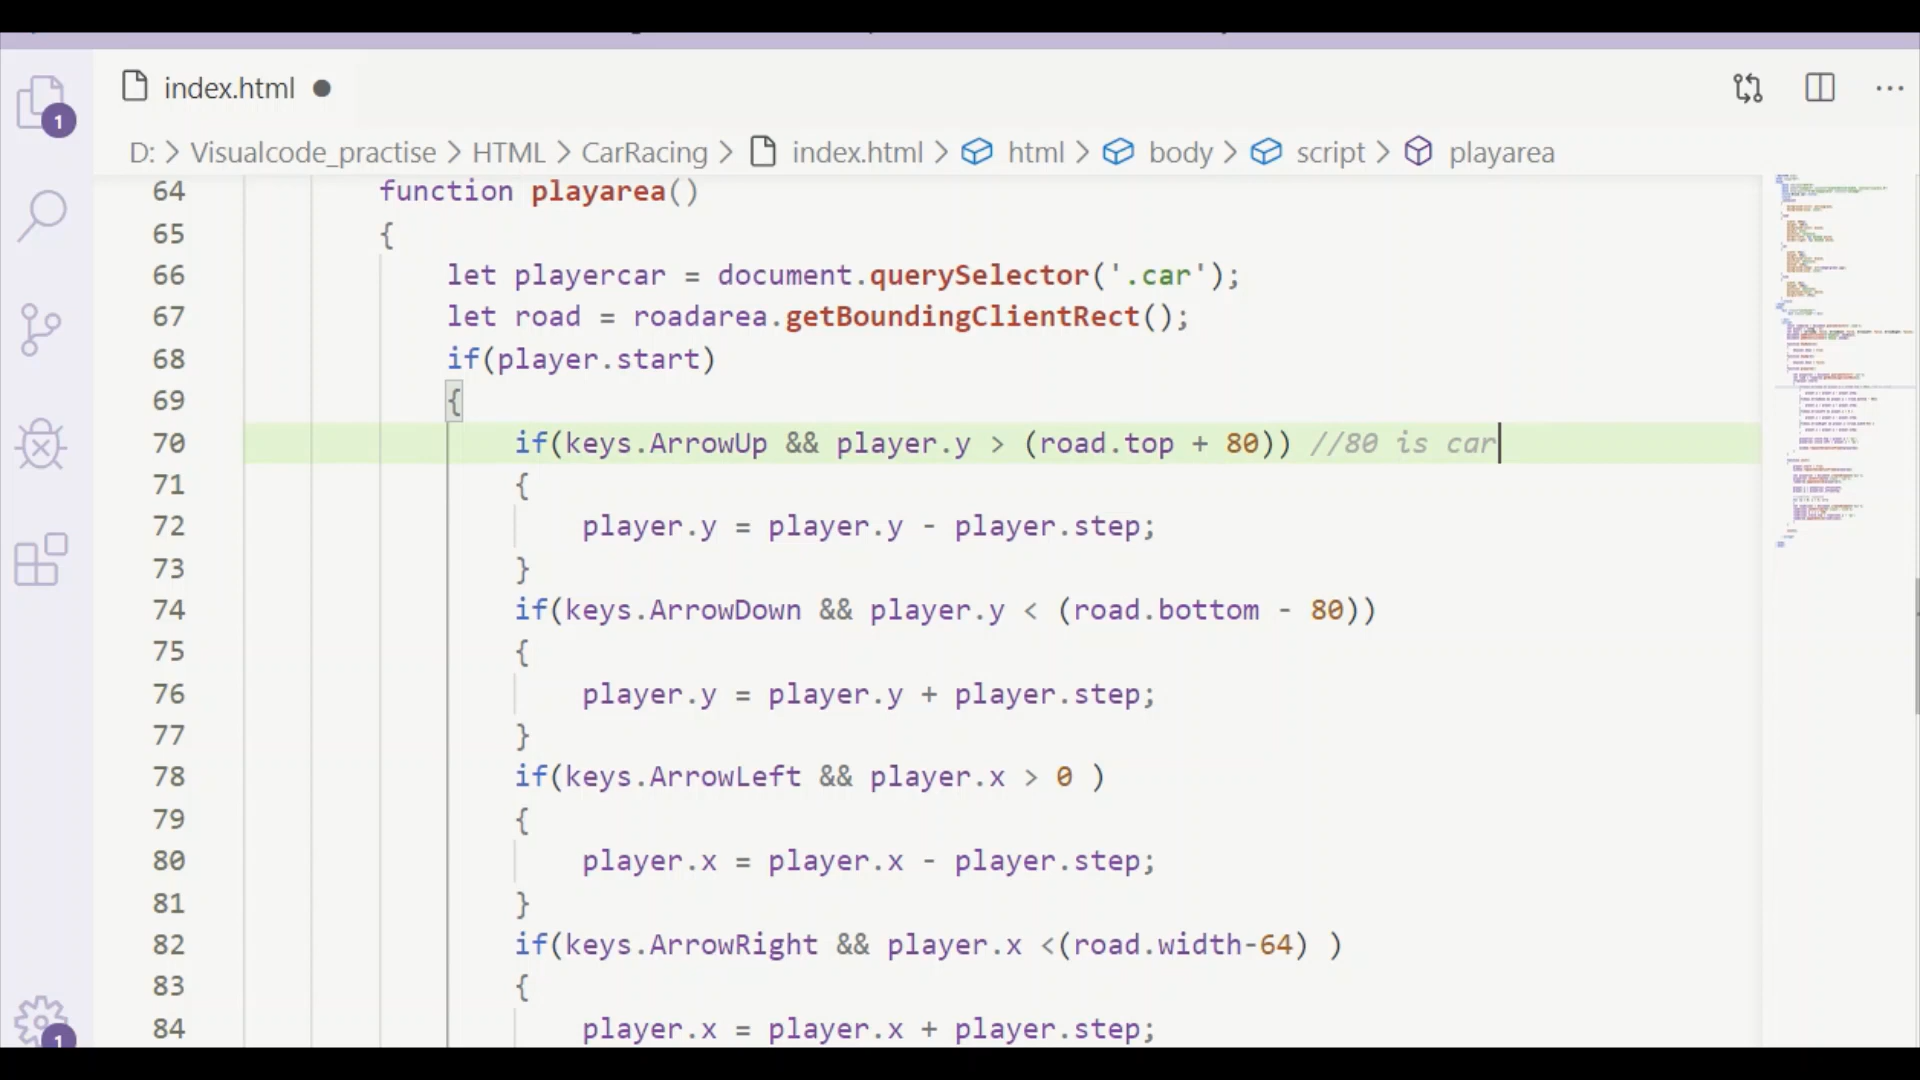 index.html
D: > Visualcode_practise > HTML > CarRacing > index.html > html > body > script > playarea
64 function playarea()
65 {
66 let playercar = document.querySelector('.car');
67 let road = roadarea.getBoundingClientRect();
68 if(player.start)
69 {
70 if(keys.ArrowUp && player.y > (road.top + 80)) //80 is car
71 {
72 player.y = player.y - player.step;
73 }
74 if(keys.ArrowDown && player.y < (road.bottom - 80))
75 {
76 player.y = player.y + player.step;
77 }
78 if(keys.ArrowLeft && player.x > 0 )
79 {
80 player.x = player.x - player.step;
81 }
82 if(keys.ArrowRight && player.x <(road.width-64) )
83 {
84 player.x = player.x + player.step;
1
1